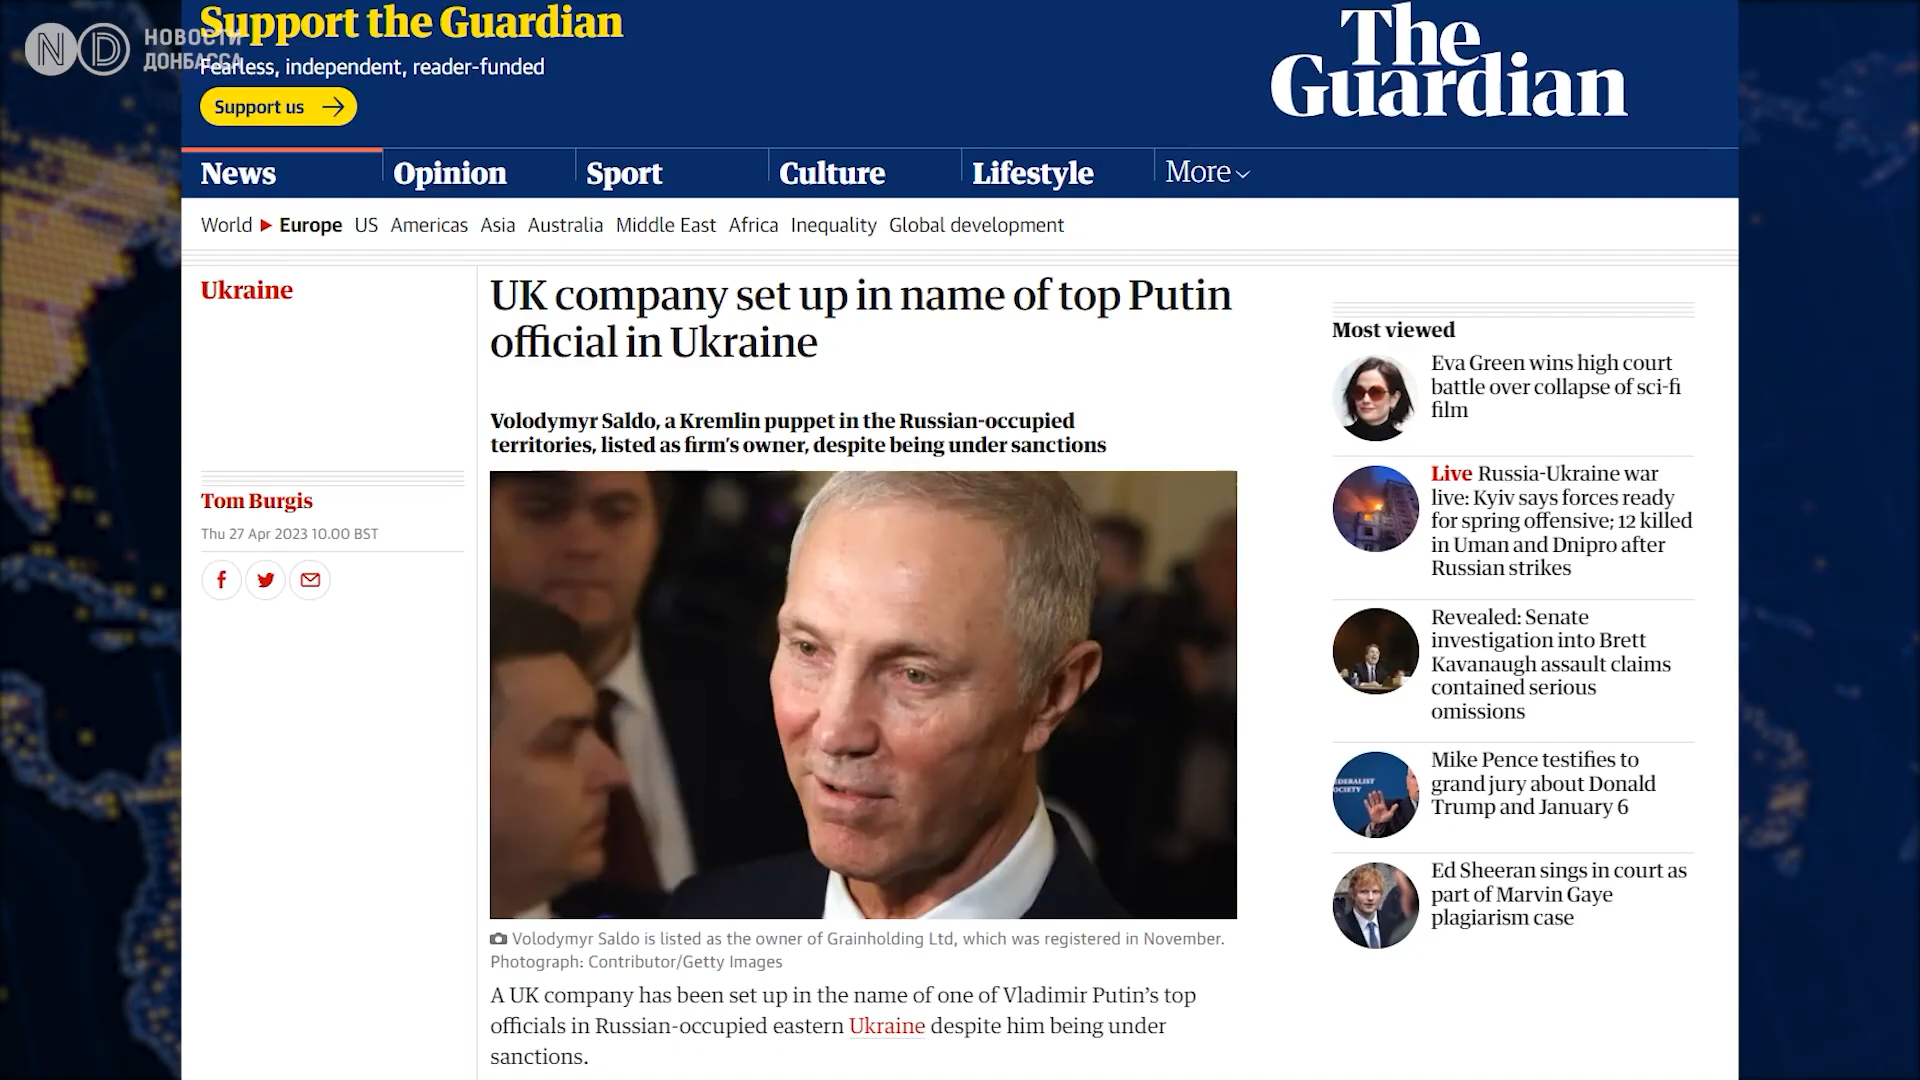 НОВОСТИ
ДОНБАССА
Support the Guardian
Fearless, independent, reader-funded
Support us
The
Guardian
News
Opinion
Sport
Culture
Lifestyle
More
World
Europe
US
Americas
Asia
Australia
Middle East
Africa
Inequality
Global development
Ukraine
Tom Burgis
Thu 27 Apr 2023 10.00 BST
UK company set up in name of top Putin
official in Ukraine
Volodymyr Saldo, a Kremlin puppet in the Russian-occupied
territories, listed as firm's owner, despite being under sanctions
Volodymyr Saldo is listed as the owner of Grainholding Ltd, which was registered in November.
Photograph: Contributor/Getty Images
A UK company has been set up in the name of one of Vladimir Putin's top
officials in Russian-occupied eastern Ukraine despite him being under
sanctions.
Most viewed
Eva Green wins high court
battle over collapse of sci-fi
film
Live Russia-Ukraine war
live: Kyiv says forces ready
for spring offensive; 12 killed
in Uman and Dnipro after
Russian strikes
Revealed: Senate
investigation into Brett
Kavanaugh assault claims
contained serious
omissions
Mike Pence testifies to
grand jury about Donald
Trump and January 6
Ed Sheeran sings in court as
part of Marvin Gaye
plagiarism case